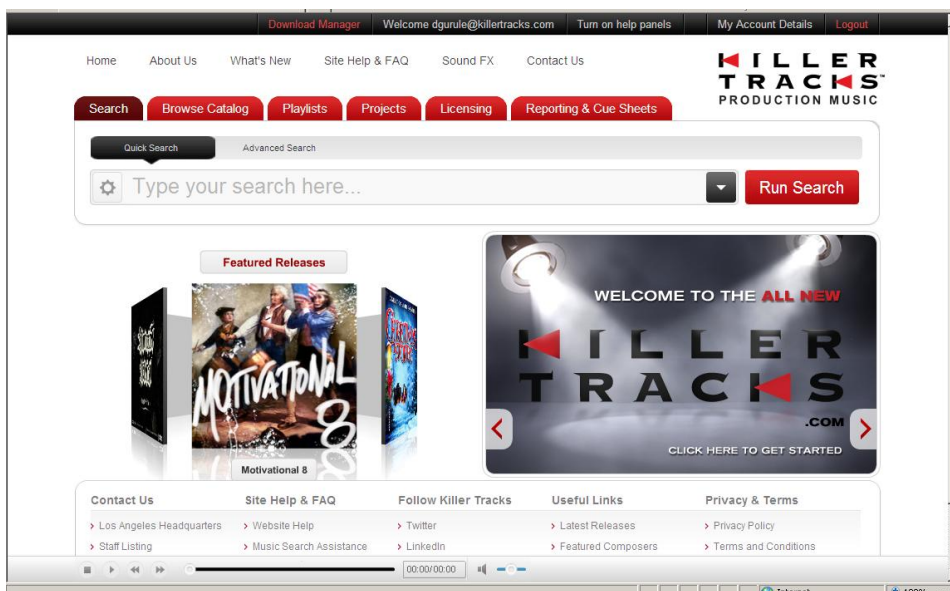 Download Manager Welcome dgurule@killertracks.com Turn on help panels My Account Details Logout
Home About Us What's New Site Help & FAQ Sound FX Contact Us
KILLER
TRACKS™
PRODUCTION MUSIC
Search Browse Catalog Playlists Projects Licensing Reporting & Cue Sheets
Quick Search Advanced Search
Type your search here... Run Search
Featured Releases
MOTIVATIONAL
8
Motivational 8
WELCOME TO THE ALL NEW
KILLER
TRACKS
.COM
CLICK HERE TO GET STARTED
Contact Us Site Help & FAQ Follow Killer Tracks Useful Links Privacy & Terms
Los Angeles Headquarters Website Help Twitter Latest Releases Privacy Policy
Staff Listing Music Search Assistance LinkedIn Featured Composers Terms and Conditions
00:00/00:00